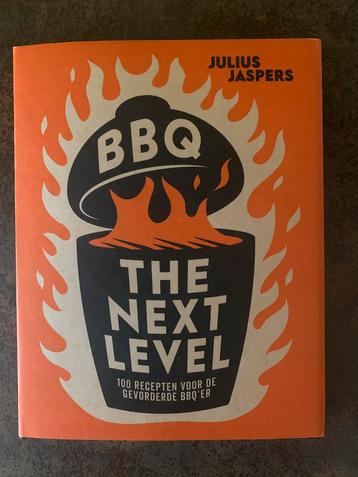 JULIUS
JASPERS
BBQ
THE
NEXT
LEVEL
100 RECEPTEN VOOR DE
GEVORDERDE BBQ'ER